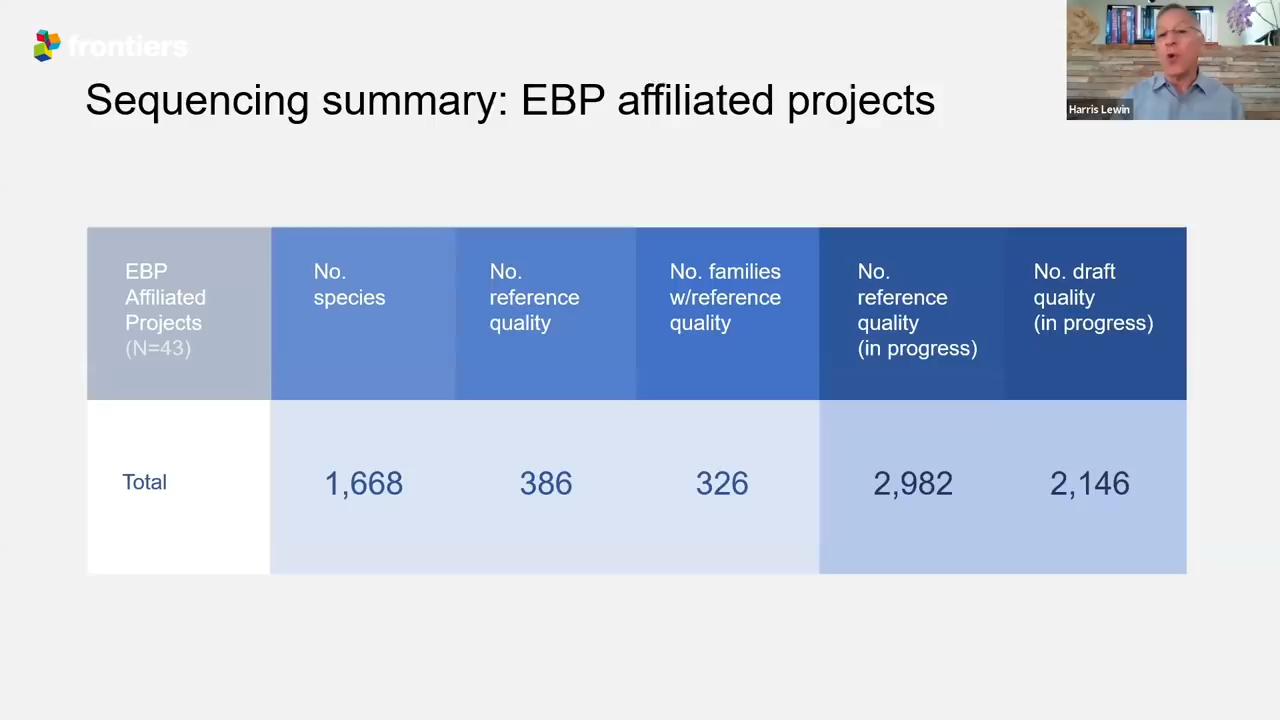 frontiers
Harris Lewin
Sequencing summary: EBP affiliated projects
EBP
Affiliated
Projects
(N=43)
No.
species
No.
reference
quality
No. families
w/reference
quality
No.
reference
quality
(in progress)
No. draft
quality
(in progress)
Total
1,668
386
326
2,982
2,146